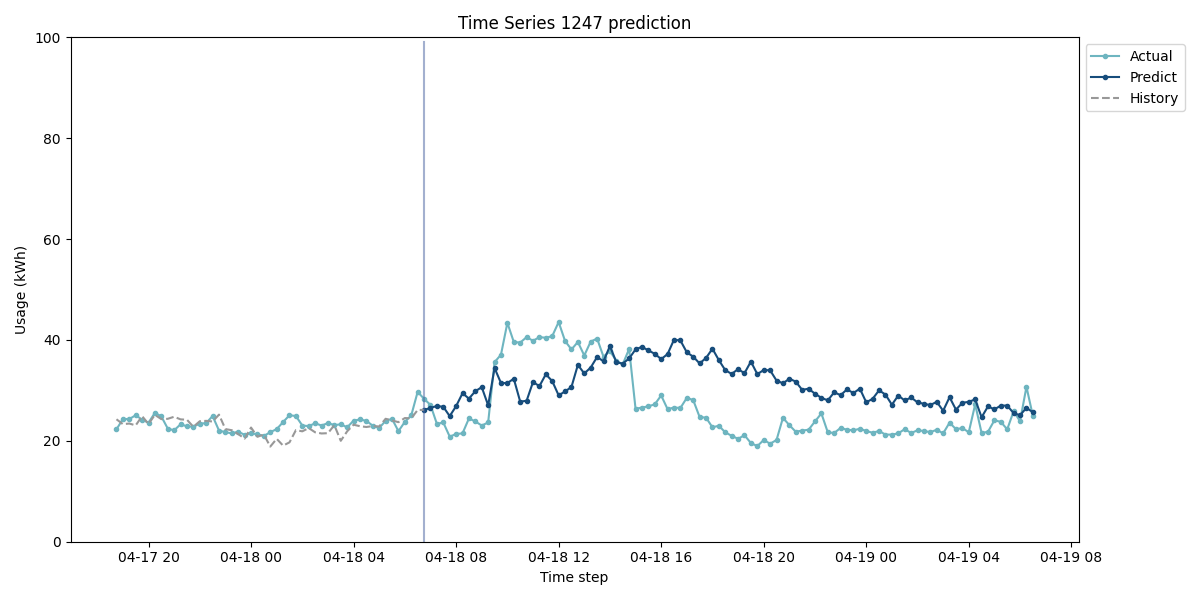 Time Series 1247 prediction
100
80
60
40
20
0
Usage (kWh)
04-17 20
04-18 00
04-18 04
04-18 08
04-18 12
04-18 16
04-18 20
04-19 00
04-19 04
04-19 08
Time step
Actual
Predict
History